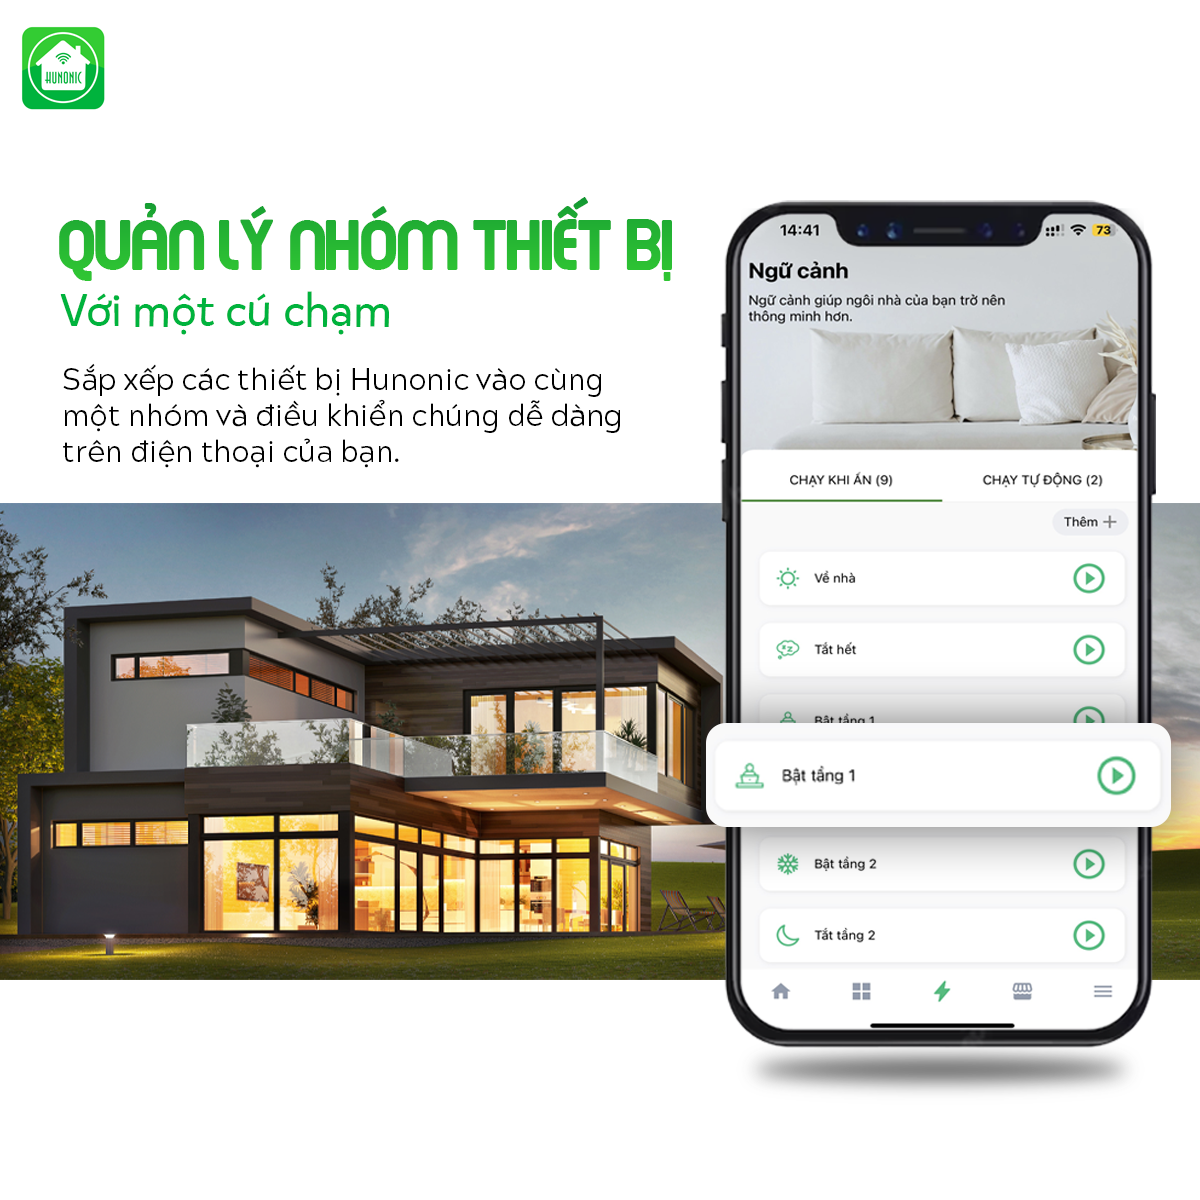 HUNONIC
QUẢN LÝ NHÓM THIẾT BỊ
Với một cú chạm
Sắp xếp các thiết bị Hunonic vào cùng
một nhóm và điều khiển chúng dễ dàng
trên điện thoại của bạn.
14:41
73
Ngữ cảnh
Ngữ cảnh giúp ngôi nhà của bạn trở nên
thông minh hơn.
CHẠY KHI ẤN (9)
CHẠY TỰ ĐỘNG (2)
Thêm
Về nhà
Tắt hết
Bật tầng 1
Bật tầng 1
Bật tầng 2
Tắt tầng 2